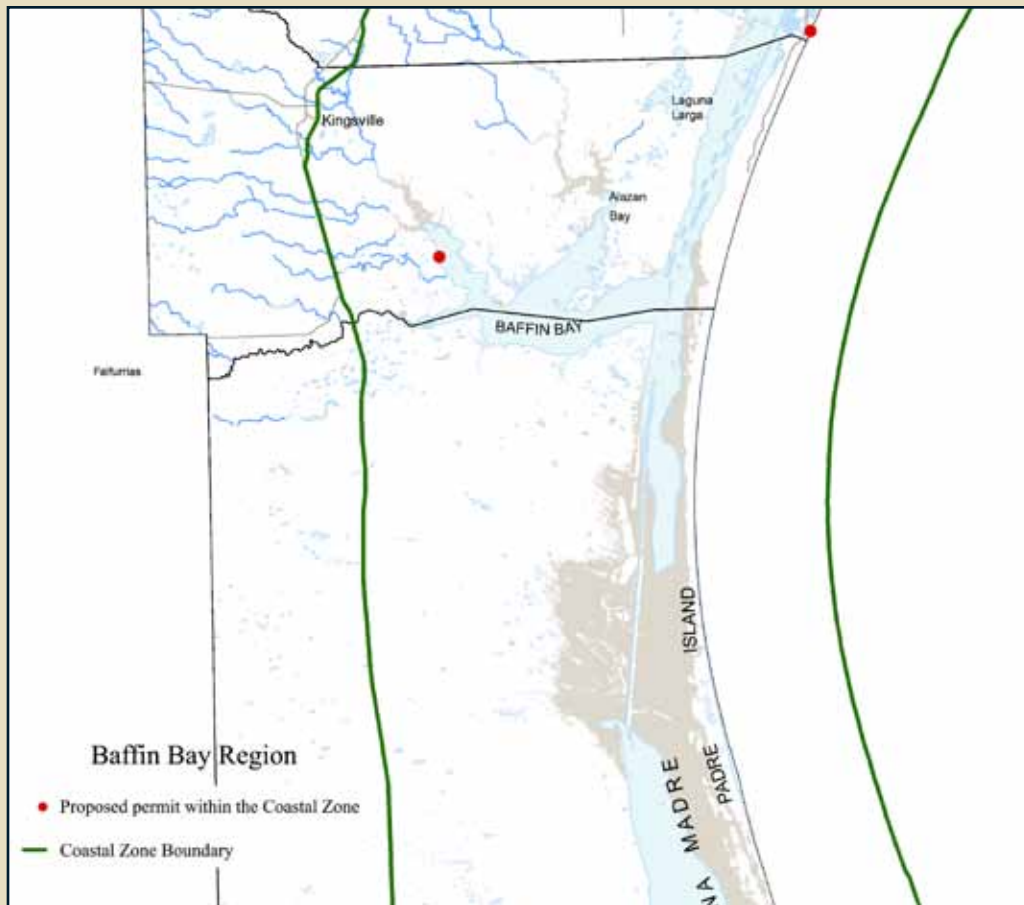 Kingsville
Laguna
Larga
Alazan
Bay
BAFFIN BAY
Falfurrias
ISLAND
PADRE
NA MADRE
Baffin Bay Region
Proposed permit within the Coastal Zone
Coastal Zone Boundary